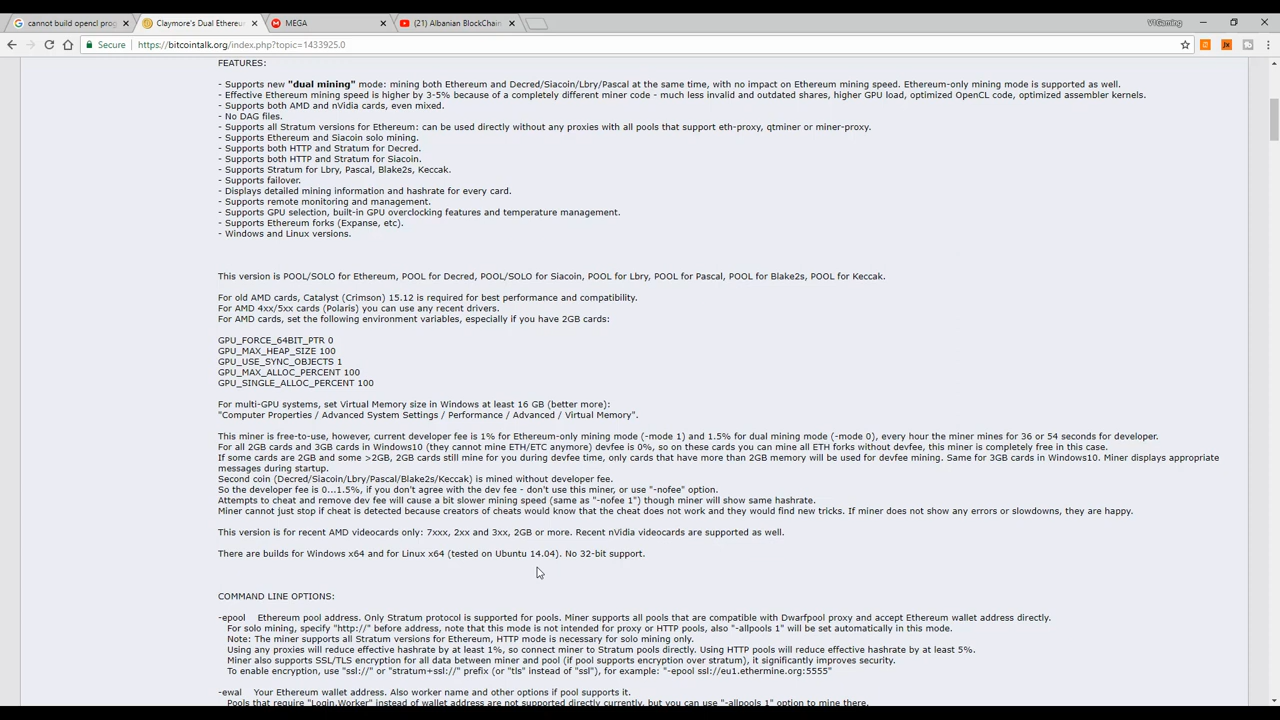 cannot build opencl prog
Claymore's Dual Ethereu
MEGA
(21) Albanian BlockChain
V1Gaming
Secure
https://bitcointalk.org/index.php?topic=1433925.0
FEATURES:
- Supports new "dual mining" mode: mining both Ethereum and Decred/Siacoin/Lbry/Pascal at the same time, with no impact on Ethereum mining speed. Ethereum-only mining mode is supported as well.
- Effective Ethereum mining speed is higher by 3-5% because of a completely different miner code - much less invalid and outdated shares, higher GPU load, optimized OpenCL code, optimized assembler kernels.
- Supports both AMD and nVidia cards, even mixed.
- No DAG files.
- Supports all Stratum versions for Ethereum: can be used directly without any proxies with all pools that support eth-proxy, qtminer or miner-proxy.
- Supports Ethereum and Siacoin solo mining.
- Supports both HTTP and Stratum for Decred.
- Supports both HTTP and Stratum for Siacoin.
- Supports Stratum for Lbry, Pascal, Blake2s, Keccak.
- Supports failover.
- Displays detailed mining information and hashrate for every card.
- Supports remote monitoring and management.
- Supports GPU selection, built-in GPU overclocking features and temperature management.
- Supports Ethereum forks (Expanse, etc).
- Windows and Linux versions.
This version is POOL/SOLO for Ethereum, POOL for Decred, POOL/SOLO for Siacoin, POOL for Lbry, POOL for Pascal, POOL for Blake2s, POOL for Keccak.
For old AMD cards, Catalyst (Crimson) 15.12 is required for best performance and compatibility.
For AMD 4xx/5xx cards (Polaris) you can use any recent drivers.
For AMD cards, set the following environment variables, especially if you have 2GB cards:
GPU_FORCE_64BIT_PTR 0
GPU_MAX_HEAP_SIZE 100
GPU_USE_SYNC_OBJECTS 1
GPU_MAX_ALLOC_PERCENT 100
GPU_SINGLE_ALLOC_PERCENT 100
For multi-GPU systems, set Virtual Memory size in Windows at least 16 GB (better more):
"Computer Properties / Advanced System Settings / Performance / Advanced / Virtual Memory".
This miner is free-to-use, however, current developer fee is 1% for Ethereum-only mining mode (-mode 1) and 1.5% for dual mining mode (-mode 0), every hour the miner mines for 36 or 54 seconds for developer.
For all 2GB cards and 3GB cards in Windows10 (they cannot mine ETH/ETC anymore) devfee is 0%, so on these cards you can mine all ETH forks without devfee, this miner is completely free in this case.
If some cards are 2GB and some >2GB, 2GB cards still mine for you during devfee time, only cards that have more than 2GB memory will be used for devfee mining. Same for 3GB cards in Windows10. Miner displays appropriate
messages during startup.
Second coin (Decred/Siacoin/Lbry/Pascal/Blake2s/Keccak) is mined without developer fee.
So the developer fee is 0...1.5%, if you don't agree with the dev fee - don't use this miner, or use "-nofee" option.
Attempts to cheat and remove dev fee will cause a bit slower mining speed (same as "-nofee 1") though miner will show same hashrate.
Miner cannot just stop if cheat is detected because creators of cheats would know that the cheat does not work and they would find new tricks. If miner does not show any errors or slowdowns, they are happy.
This version is for recent AMD videocards only: 7xxx, 2xx and 3xx, 2GB or more. Recent nVidia videocards are supported as well.
There are builds for Windows x64 and for Linux x64 (tested on Ubuntu 14.04). No 32-bit support.
COMMAND LINE OPTIONS:
-epool Ethereum pool address. Only Stratum protocol is supported for pools. Miner supports all pools that are compatible with Dwarfpool proxy and accept Ethereum wallet address directly.
For solo mining, specify "http://" before address, note that this mode is not intended for proxy or HTTP pools, also "-allpools 1" will be set automatically in this mode.
Note: The miner supports all Stratum versions for Ethereum, HTTP mode is necessary for solo mining only.
Using any proxies will reduce effective hashrate by at least 1%, so connect miner to Stratum pools directly. Using HTTP pools will reduce effective hashrate by at least 5%.
Miner also supports SSL/TLS encryption for all data between miner and pool (if pool supports encryption over stratum), it significantly improves security.
To enable encryption, use "ssl://" or "stratum+ssl://" prefix (or "tls" instead of "ssl"), for example: "-epool ssl://eu1.ethermine.org:5555"
-ewal Your Ethereum wallet address. Also worker name and other options if pool supports it.
Pools that require "Login.Worker" instead of wallet address are not supported directly currently, but you can use "-allpools 1" option to mine there.